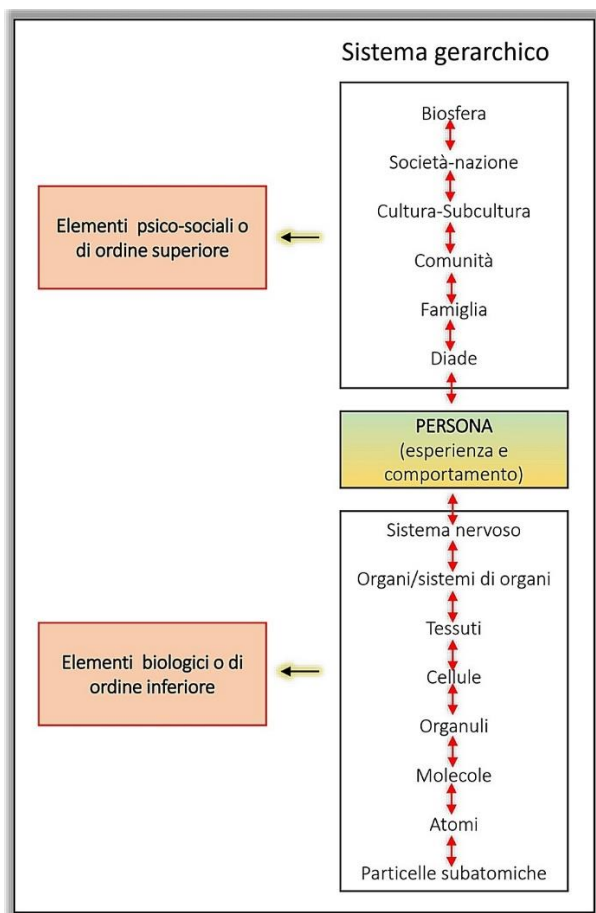 Sistema gerarchico
Biosfera
Società-nazione
Cultura-Subcultura
Comunità
Famiglia
Diade
Elementi psico-sociali o
di ordine superiore
PERSONA
(esperienza e
comportamento)
Sistema nervoso
Organi/sistemi di organi
Tessuti
Cellule
Organuli
Molecole
Atomi
Particelle subatomiche
Elementi biologici o di
ordine inferiore